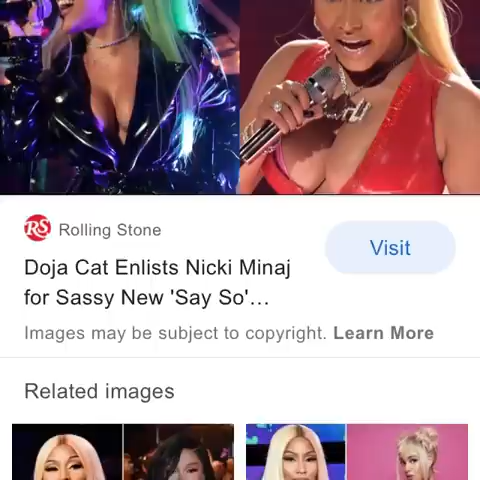 RS Rolling Stone
Visit
Doja Cat Enlists Nicki Minaj
for Sassy New 'Say So'...
Images may be subject to copyright. Learn More
Related images